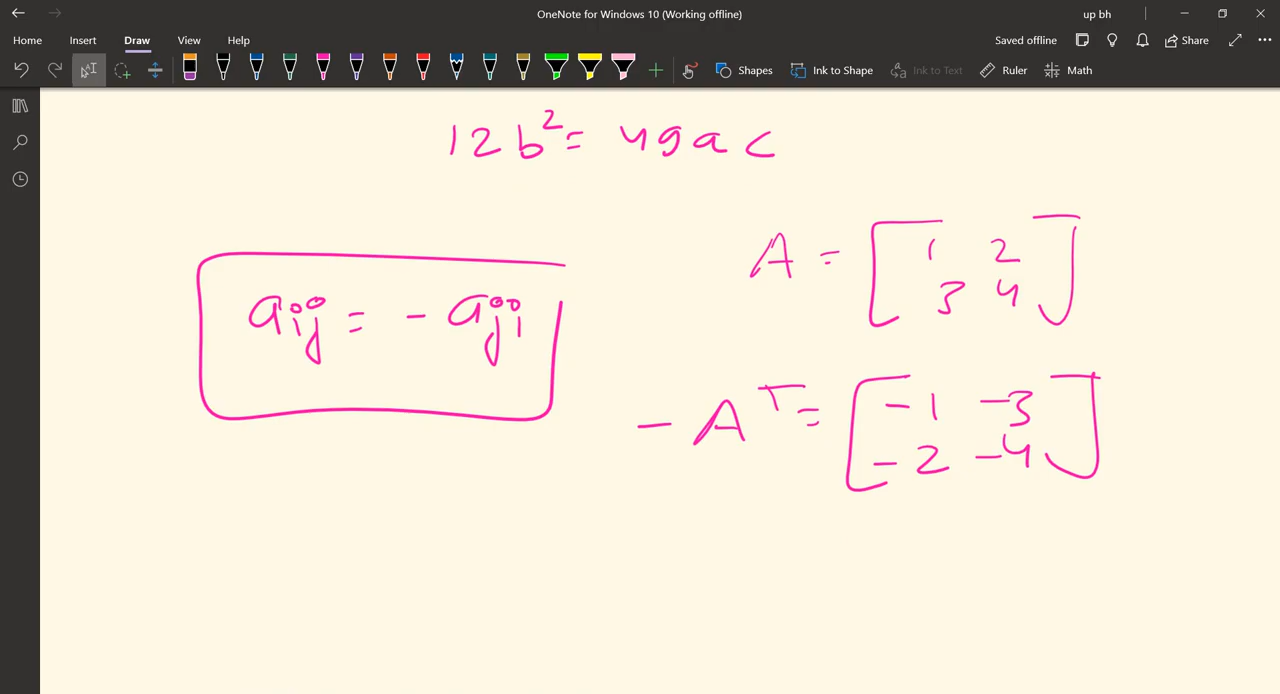 OneNote for Windows 10 (Working offline)
up bh
Home Insert Draw View Help
Saved offline
Share
Shapes
Ink to Shape
Ink to Text
Ruler
Math
12b²= 49ac
aij = - aji
A = [1 2
3 4]
- Aᵀ = [-1 -3
-2 -4]